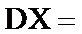 DX =